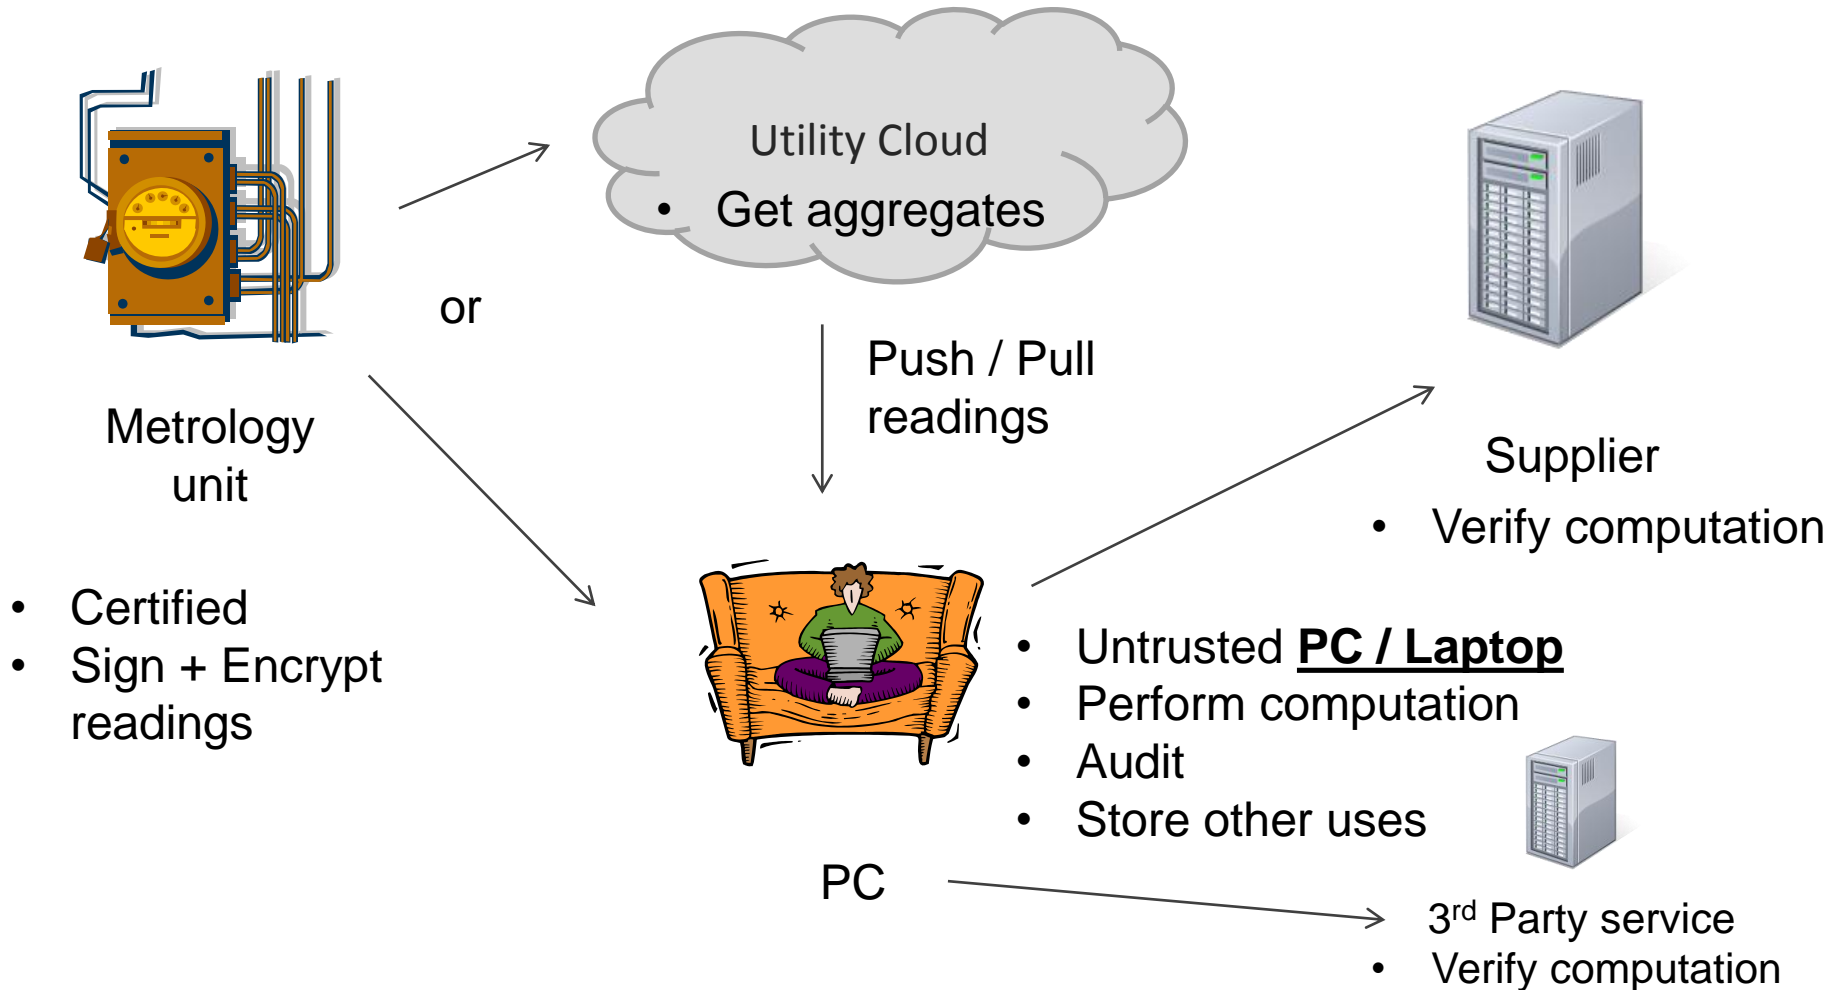 Utility Cloud
• Get aggregates
or
Push / Pull
readings
Metrology
unit
• Certified
• Sign + Encrypt
readings
Supplier
• Verify computation
• Untrusted PC / Laptop
• Perform computation
• Audit
• Store other uses
PC
3rd Party service
• Verify computation